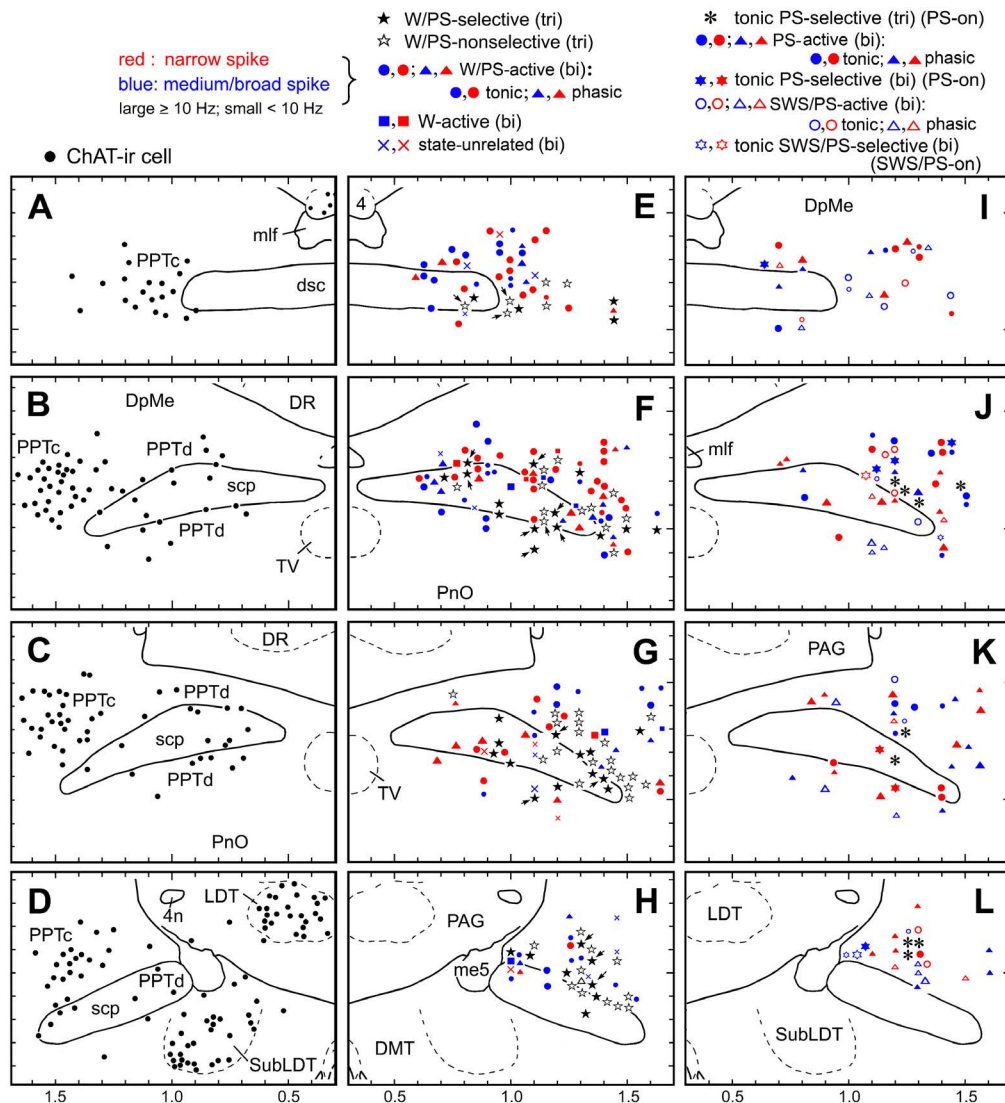 red : narrow spike
blue: medium/broad spike
large ≥ 10 Hz; small < 10 Hz
ChAT-ir cell
W/PS-selective (tri)
W/PS-nonselective (tri)
, ; , W/PS-active (bi):
, tonic; , phasic
, W-active (bi)
, state-unrelated (bi)
tonic PS-selective (tri) (PS-on)
, ; , PS-active (bi):
, tonic; , phasic
, tonic PS-selective (bi) (PS-on)
, ; , SWS/PS-active (bi):
, tonic; , phasic
, tonic SWS/PS-selective (bi)
(SWS/PS-on)
A
PPTc
mlf
dsc
E
4
I
DpMe
B
DpMe
DR
PPTc
PPTd
scp
PPTd
TV
F
PnO
J
mlf
C
DR
PPTc
PPTd
scp
PPTd
PnO
G
TV
K
PAG
D
LDT
4n
PPTc
PPTd
scp
SubLDT
H
PAG
me5
DMT
L
LDT
SubLDT
1.5 1.0 0.5
1.0 1.5
1.0 1.5